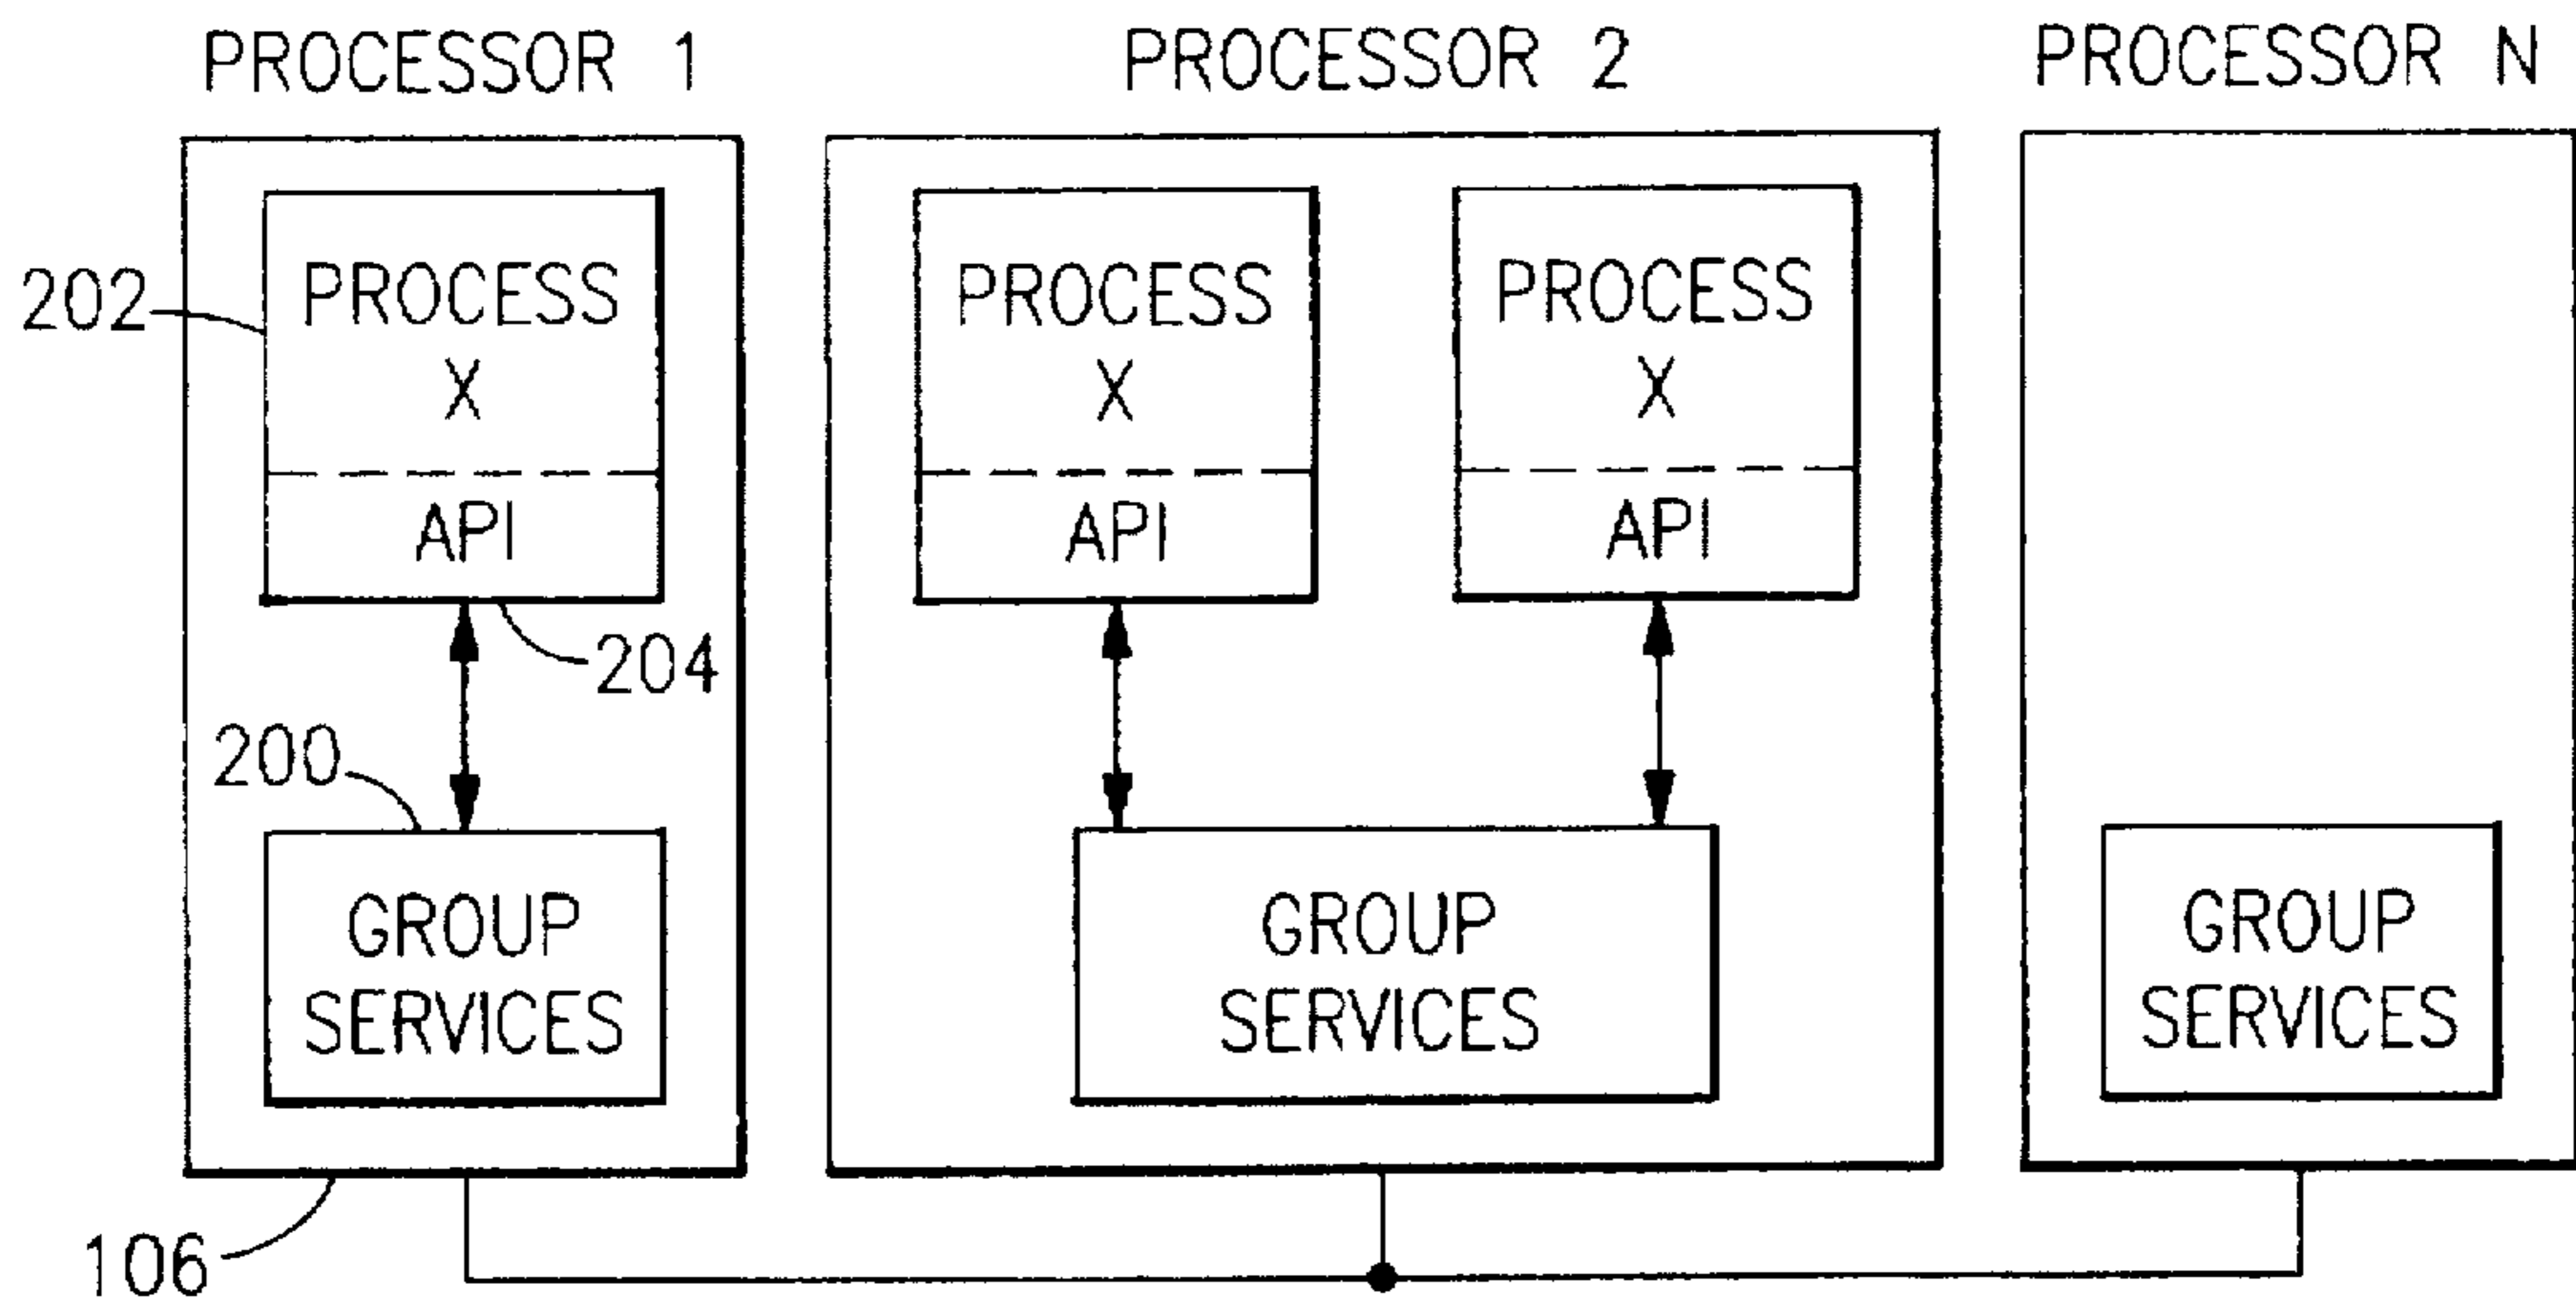 PROCESSOR 1
PROCESSOR 2
PROCESSOR N
202
PROCESS
X
API
204
200
GROUP
SERVICES
106
PROCESS
X
API
PROCESS
X
API
GROUP
SERVICES
GROUP
SERVICES